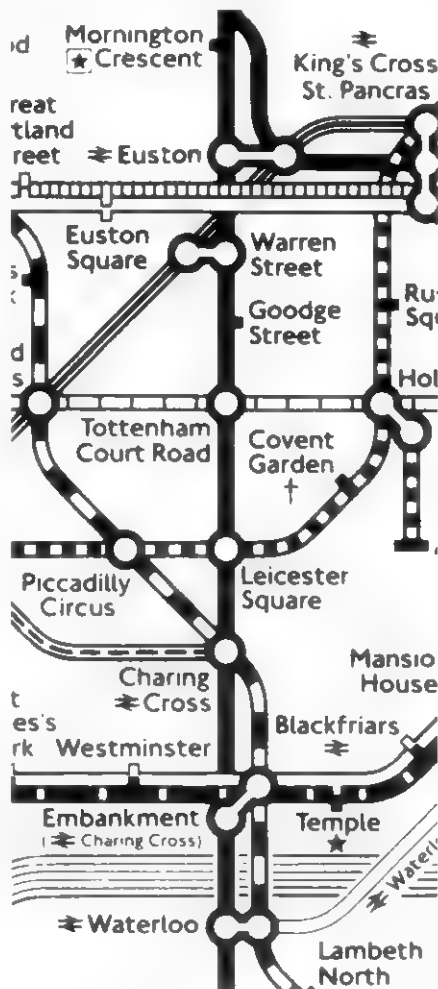 Mornington
Crescent
King's Cross
St. Pancras
Euston
Euston
Square
Warren
Street
Goodge
Street
Tottenham
Court Road
Covent
Garden
Piccadilly
Circus
Leicester
Square
Charing
Cross
Mansio
House
Blackfriars
Westminster
Embankment
(Charing Cross)
Temple
Waterloo
Lambeth
North